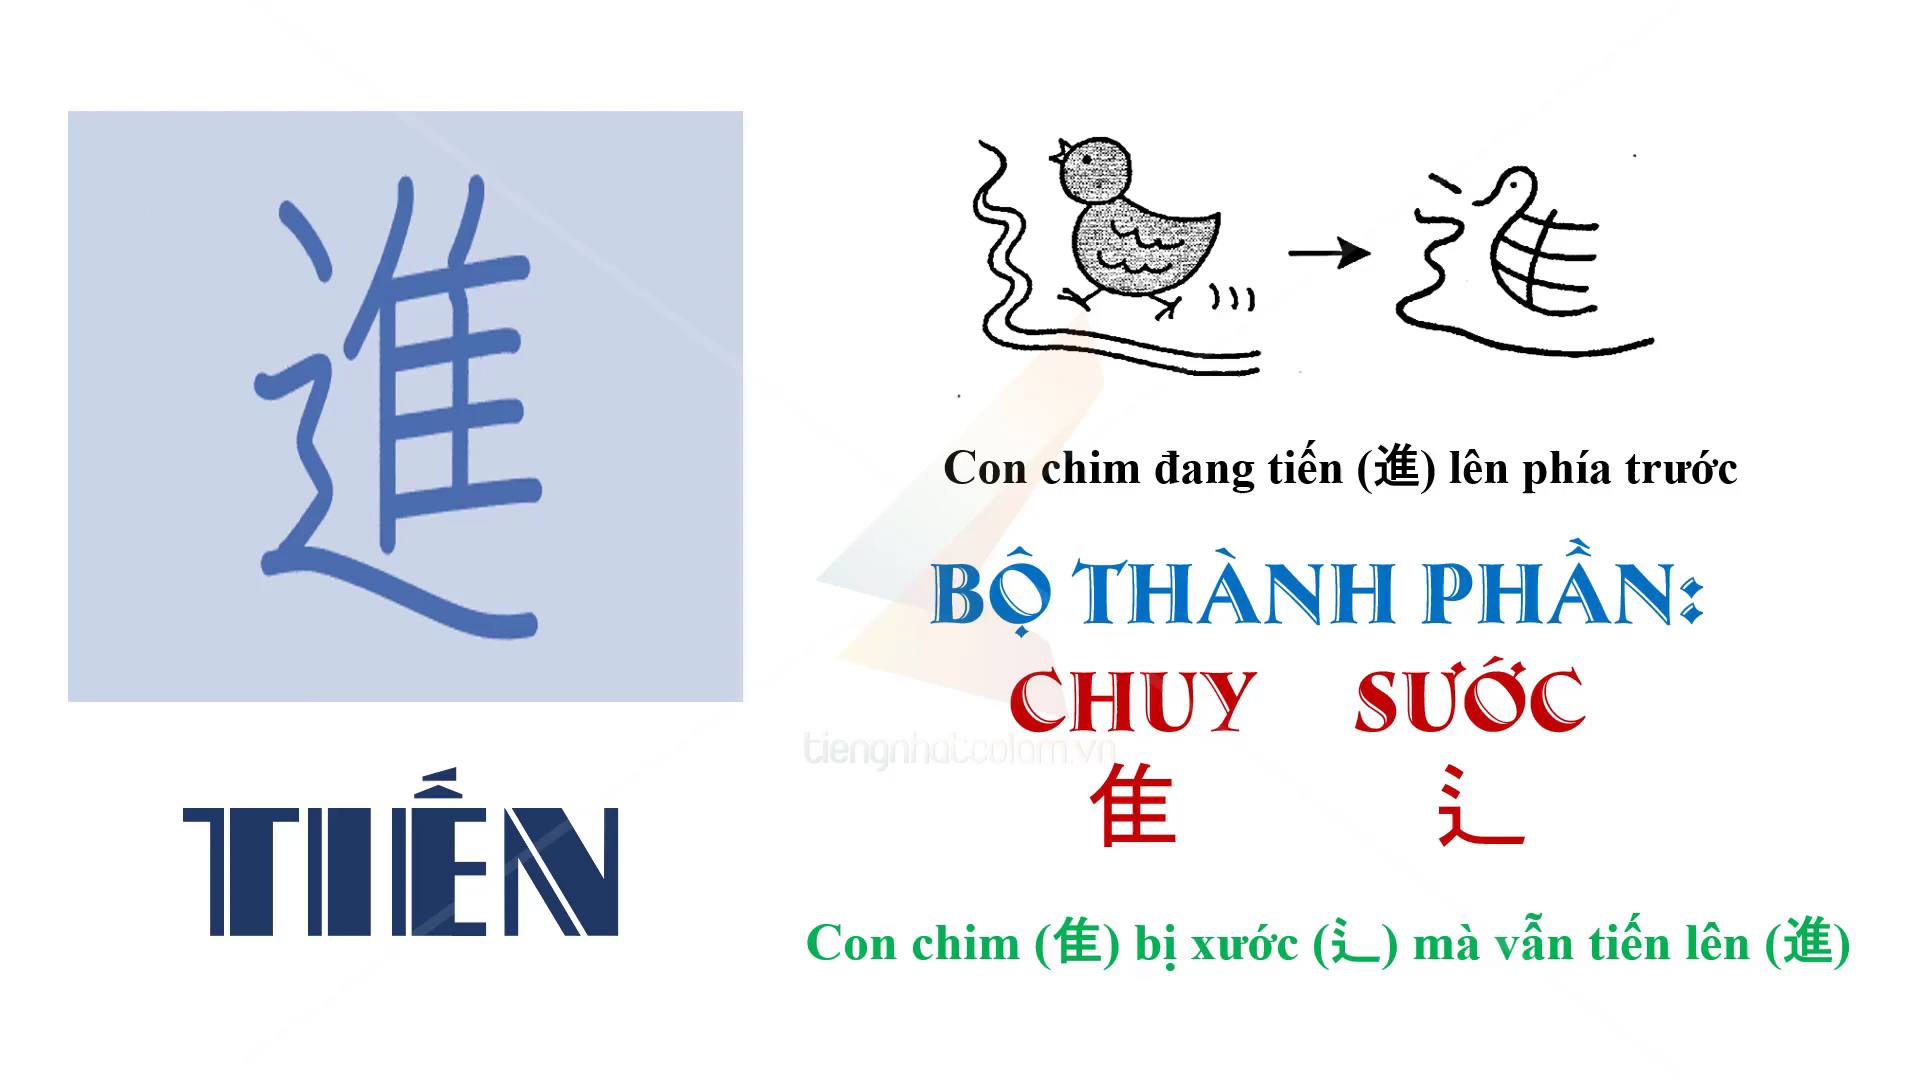 進
TIẾN
Con chim đang tiến (進) lên phía trước
BỘ THÀNH PHẦN:
CHUY SƯỚC
隹 辶
Con chim (隹) bị xước (辶) mà vẫn tiến lên (進)
tiengnhatcolam.vn